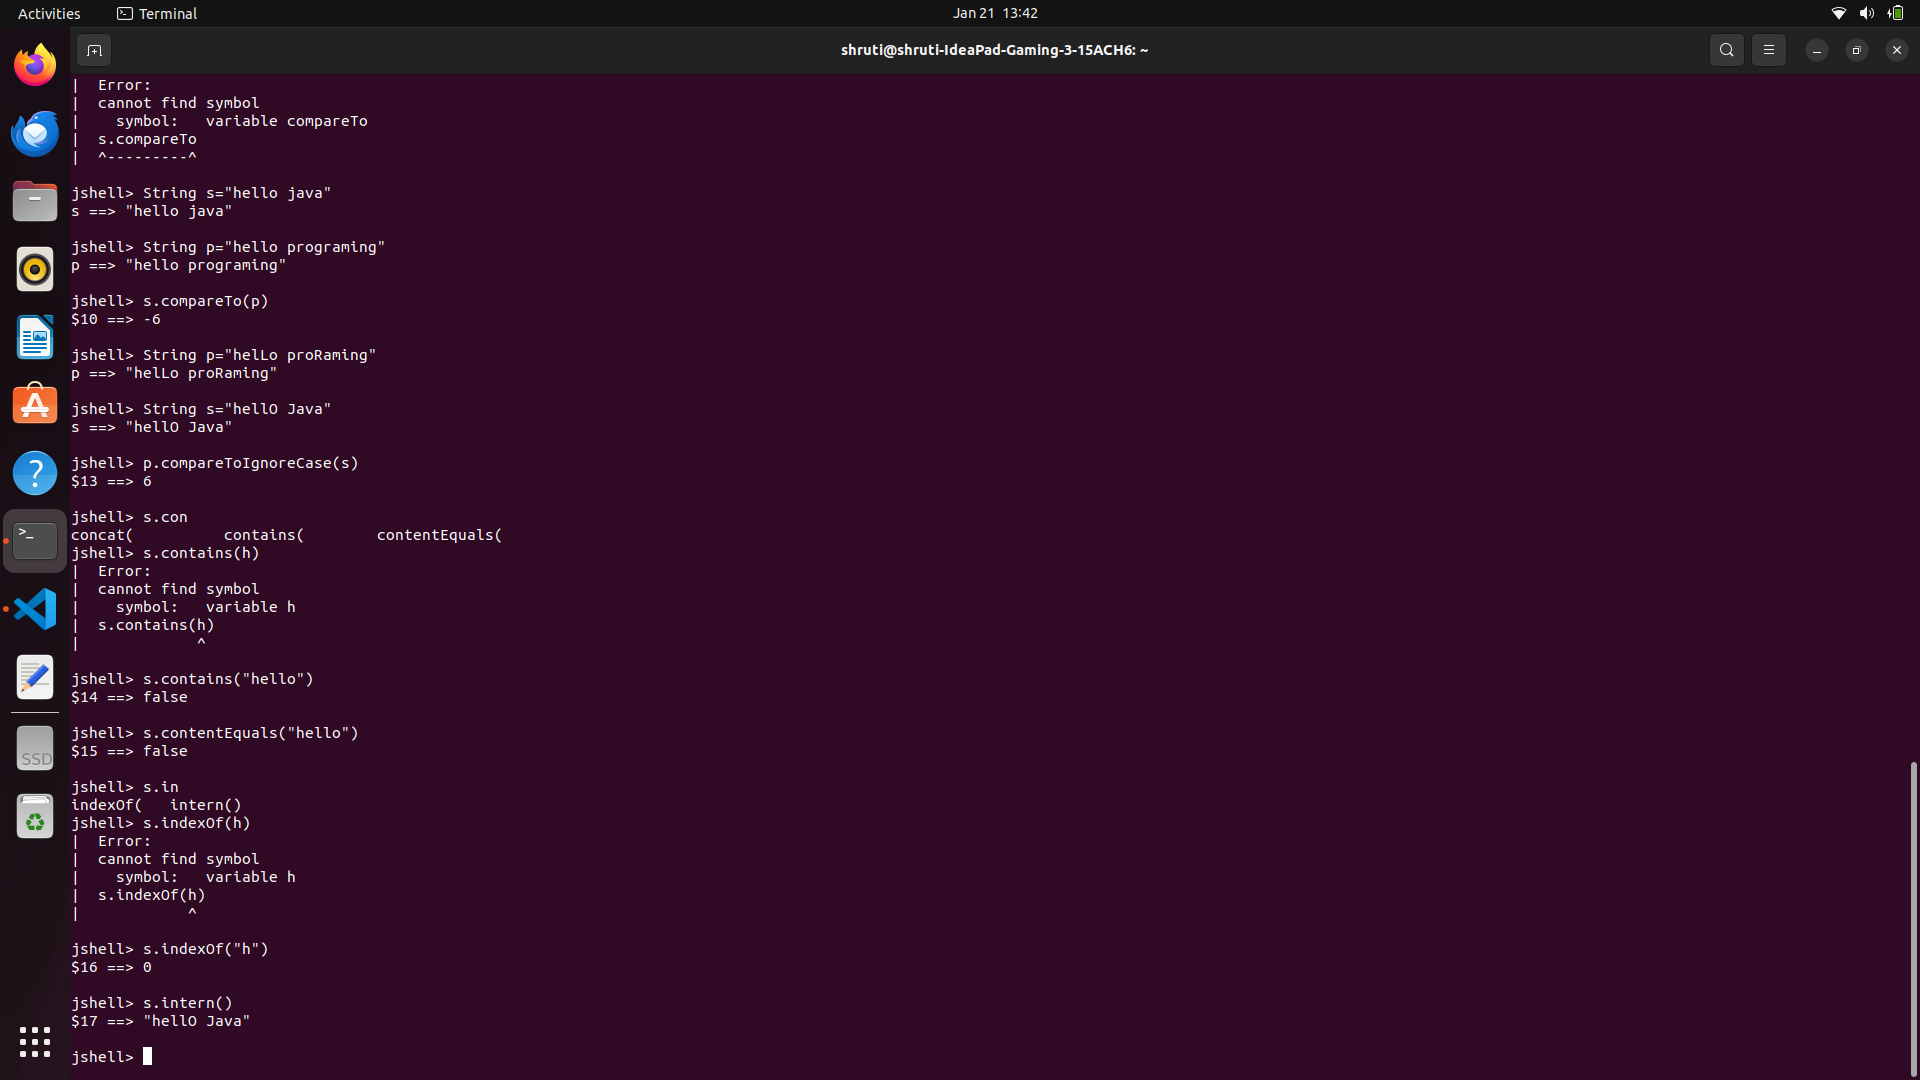 Activities
Terminal
Jan 21 13:42
shruti@shruti-IdeaPad-Gaming-3-15ACH6: ~
|  Error:
|  cannot find symbol
|    symbol:   variable compareTo
|  s.compareTo
|  ^---------^
jshell> String s="hello java"
s ==> "hello java"
jshell> String p="hello programing"
p ==> "hello programing"
jshell> s.compareTo(p)
$10 ==> -6
jshell> String p="helLo proRaming"
p ==> "helLo proRaming"
jshell> String s="hellO Java"
s ==> "hellO Java"
jshell> p.compareToIgnoreCase(s)
$13 ==> 6
jshell> s.con
concat(          contains(        contentEquals(
jshell> s.contains(h)
|  Error:
|  cannot find symbol
|    symbol:   variable h
|  s.contains(h)
|             ^
jshell> s.contains("hello")
$14 ==> false
jshell> s.contentEquals("hello")
$15 ==> false
jshell> s.in
indexOf(   intern()
jshell> s.indexOf(h)
|  Error:
|  cannot find symbol
|    symbol:   variable h
|  s.indexOf(h)
|            ^
jshell> s.indexOf("h")
$16 ==> 0
jshell> s.intern()
$17 ==> "hellO Java"
jshell>
SSD